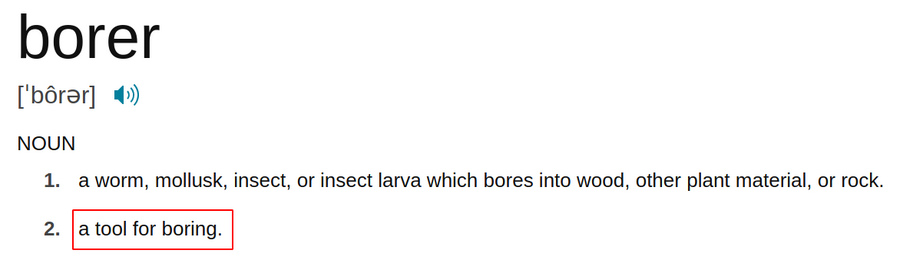 borer
[ˈbôrər]
NOUN
1. a worm, mollusk, insect, or insect larva which bores into wood, other plant material, or rock.
2. a tool for boring.